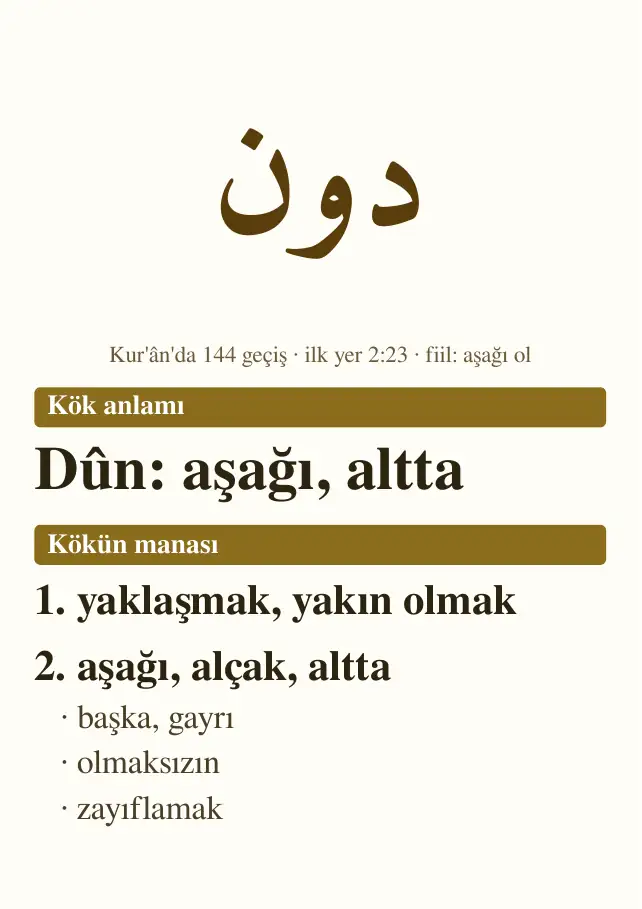 دون
Kur'ân'da 144 geçiş · ilk yer 2:23 · fiil: aşağı ol
Kök anlamı
Dûn: aşağı, altta
Kökün manası
1. yaklaşmak, yakın olmak
2. aşağı, alçak, altta
· başka, gayrı
· olmaksızın
· zayıflamak